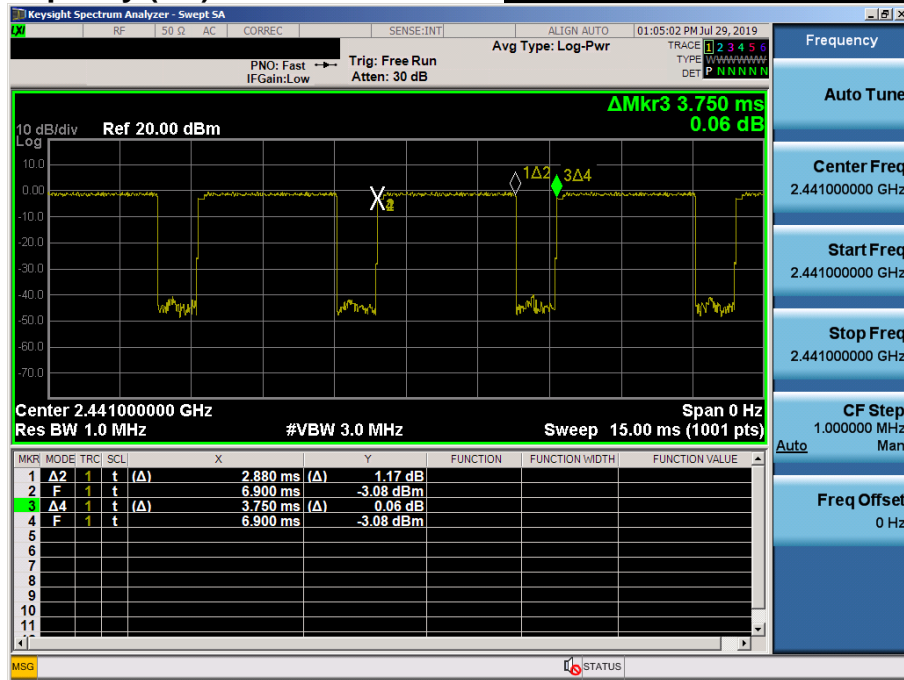 Keysight Spectrum Analyzer - Swept SA
LXI RF 50 Ω AC CORREC SENSE:INT ALIGN AUTO 01:05:02 PM Jul 29, 2019
Frequency
Avg Type: Log-Pwr
TRACE 1 2 3 4 5 6
PNO: Fast
Trig: Free Run
TYPE WWWWWW
IFGain:Low
Atten: 30 dB
DET P N N N N N
Auto Tune
ΔMkr3 3.750 ms
0.06 dB
10 dB/div Ref 20.00 dBm
Log
10.0
0.00
-10.0
-20.0
-30.0
-40.0
-50.0
-60.0
-70.0
1Δ2
3Δ4
X
Center Freq
2.441000000 GHz
Start Freq
2.441000000 GHz
Stop Freq
2.441000000 GHz
Center 2.441000000 GHz Span 0 Hz
Res BW 1.0 MHz #VBW 3.0 MHz Sweep 15.00 ms (1001 pts)
CF Step
1.000000 MHz
Auto Man
MKR MODE TRC SCL X Y FUNCTION FUNCTION WIDTH FUNCTION VALUE
1 Δ2 1 t (Δ) 2.880 ms (Δ) 1.17 dB
2 F 1 t 6.900 ms -3.08 dBm
3 Δ4 1 t (Δ) 3.750 ms (Δ) 0.06 dB
4 F 1 t 6.900 ms -3.08 dBm
5
6
7
8
9
10
11
Freq Offset
0 Hz
MSG STATUS